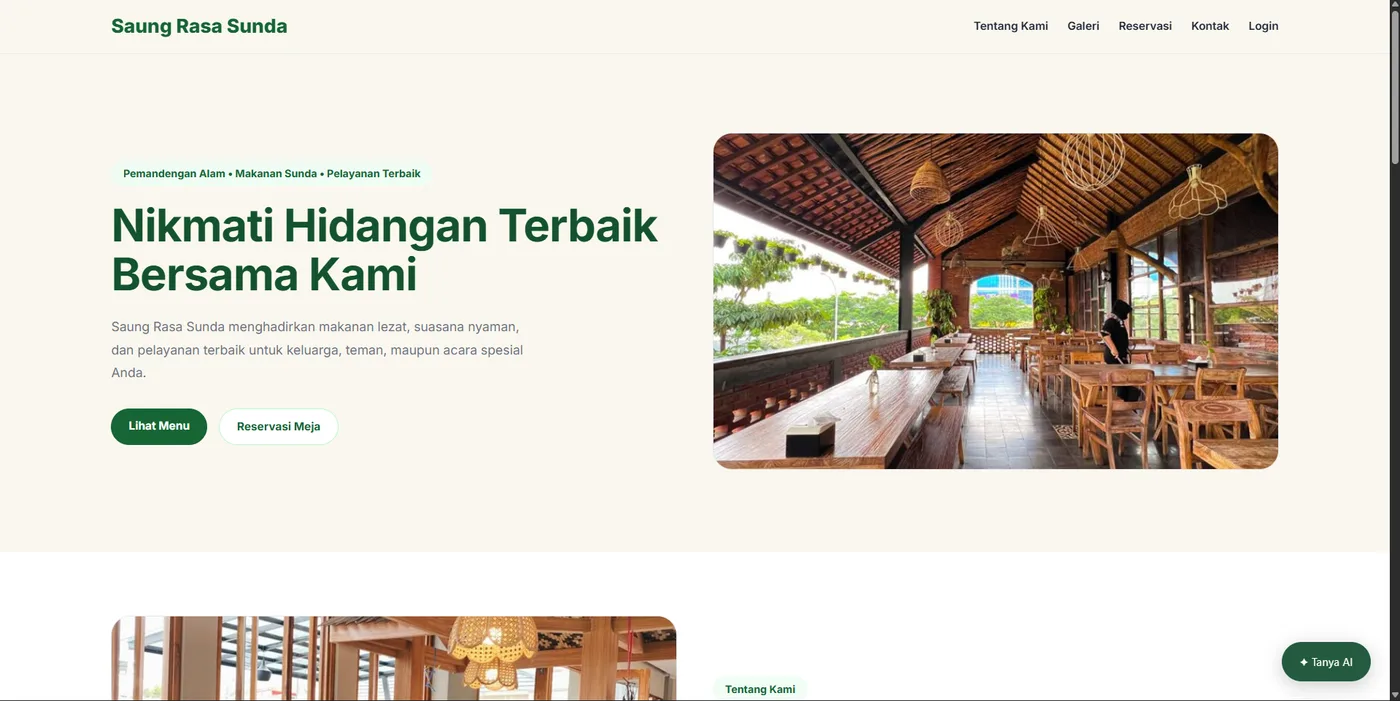 Saung Rasa Sunda
Tentang Kami Galeri Reservasi Kontak Login
Pemandengan Alam • Makanan Sunda • Pelayanan Terbaik
Nikmati Hidangan Terbaik
Bersama Kami
Saung Rasa Sunda menghadirkan makanan lezat, suasana nyaman,
dan pelayanan terbaik untuk keluarga, teman, maupun acara spesial
Anda.
Lihat Menu Reservasi Meja
Tentang Kami
✦ Tanya AI